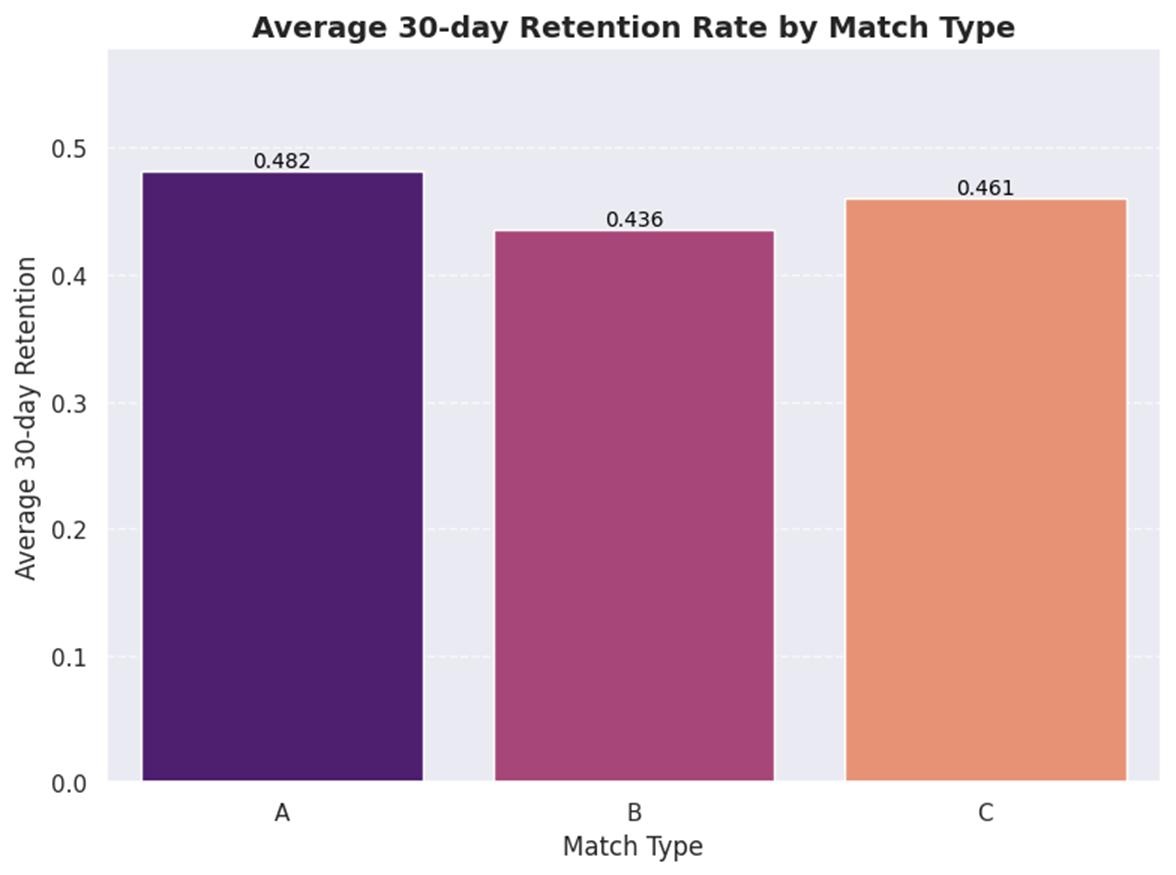 Average 30-day Retention Rate by Match Type
Average 30-day Retention
0.5
0.4
0.3
0.2
0.1
0.0
0.482
0.436
0.461
A
B
C
Match Type